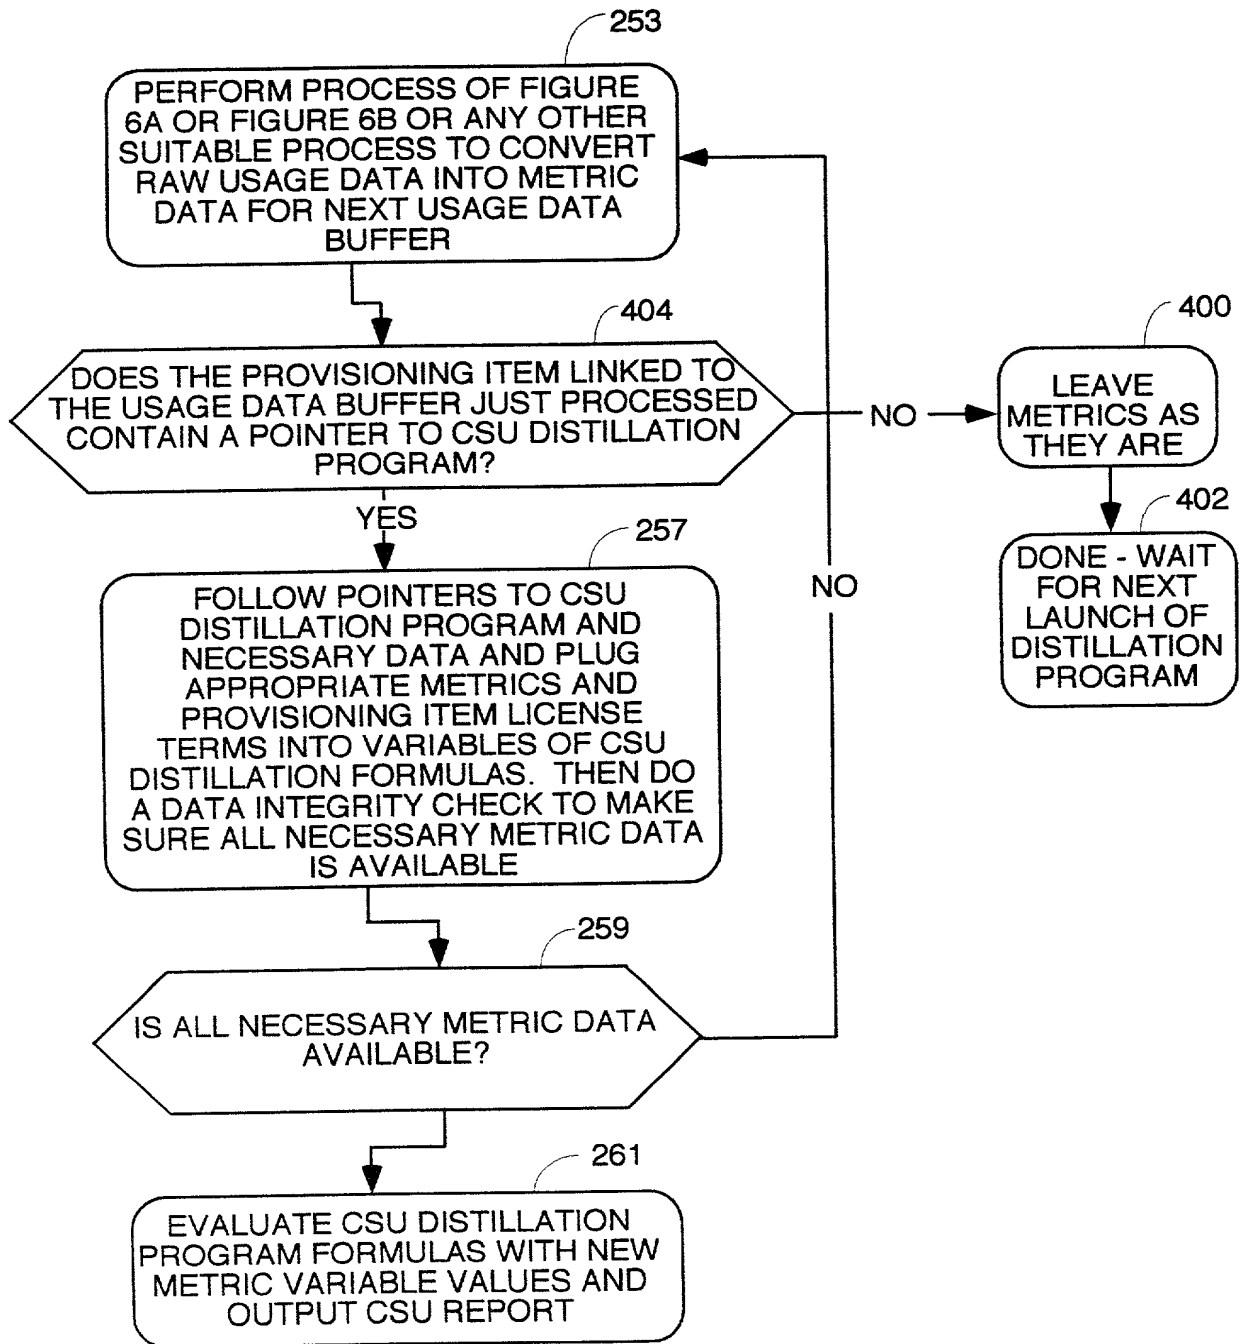 253
PERFORM PROCESS OF FIGURE
6A OR FIGURE 6B OR ANY OTHER
SUITABLE PROCESS TO CONVERT
RAW USAGE DATA INTO METRIC
DATA FOR NEXT USAGE DATA
BUFFER
404
DOES THE PROVISIONING ITEM LINKED TO
THE USAGE DATA BUFFER JUST PROCESSED
CONTAIN A POINTER TO CSU DISTILLATION
PROGRAM?
NO
400
LEAVE
METRICS AS
THEY ARE
402
DONE - WAIT
FOR NEXT
LAUNCH OF
DISTILLATION
PROGRAM
YES
257
FOLLOW POINTERS TO CSU
DISTILLATION PROGRAM AND
NECESSARY DATA AND PLUG
APPROPRIATE METRICS AND
PROVISIONING ITEM LICENSE
TERMS INTO VARIABLES OF CSU
DISTILLATION FORMULAS. THEN DO
A DATA INTEGRITY CHECK TO MAKE
SURE ALL NECESSARY METRIC DATA
IS AVAILABLE
NO
259
IS ALL NECESSARY METRIC DATA
AVAILABLE?
261
EVALUATE CSU DISTILLATION
PROGRAM FORMULAS WITH NEW
METRIC VARIABLE VALUES AND
OUTPUT CSU REPORT